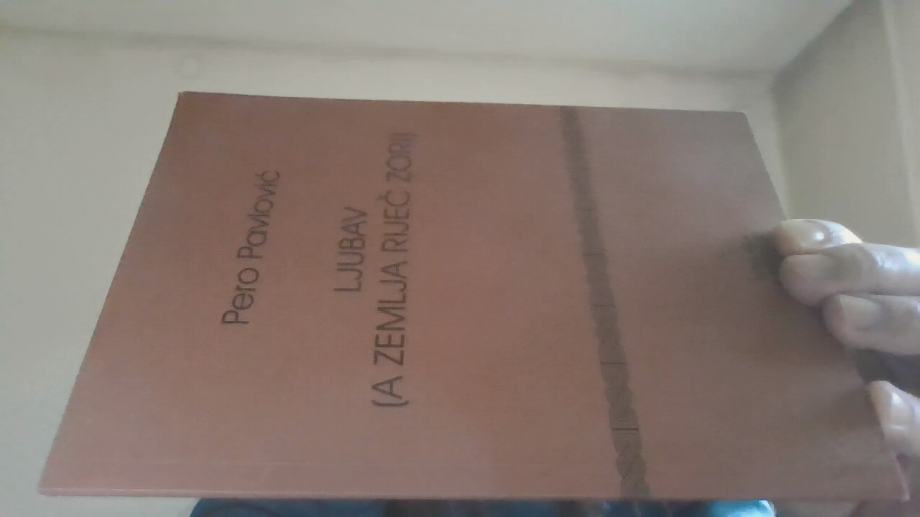 Pero Pavlović
LJUBAV
(A ZEMLJA RIJEČ ZORI)